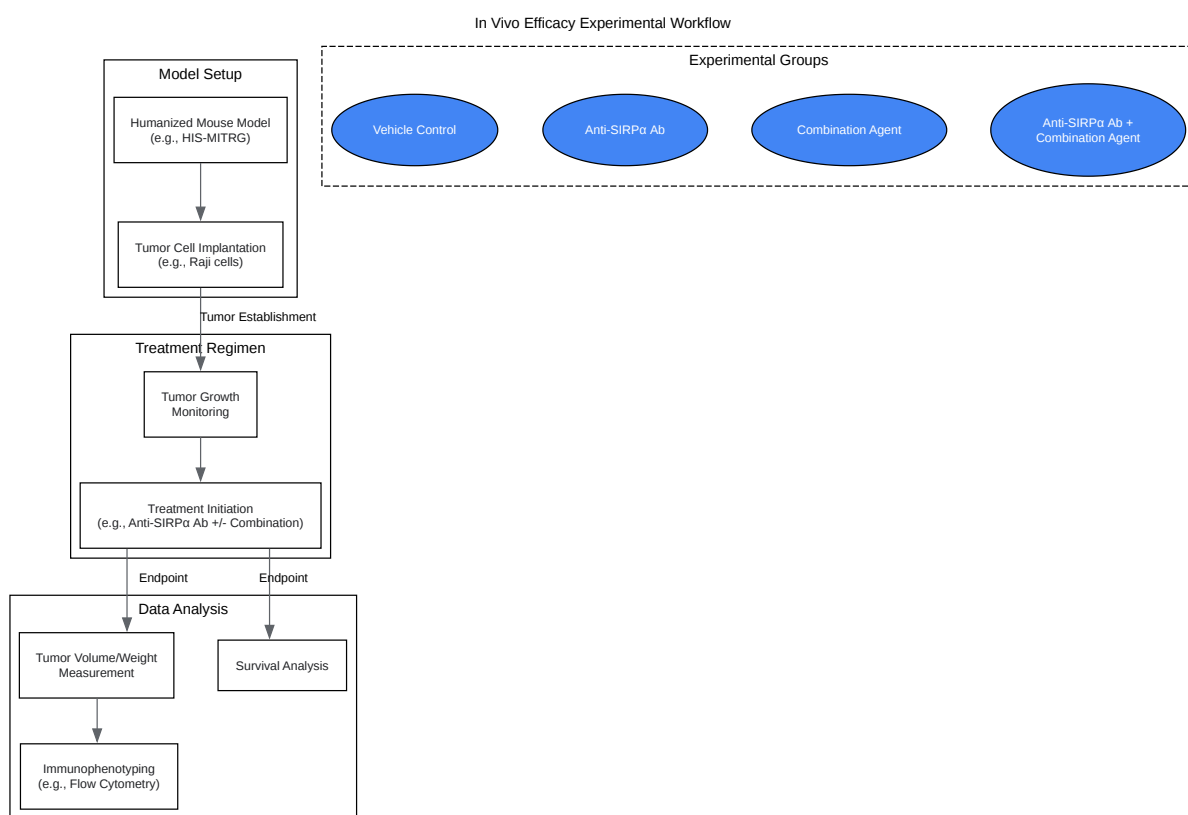 In Vivo Efficacy Experimental Workflow
Experimental Groups
Vehicle Control
Anti-SIRPα Ab
Combination Agent
Anti-SIRPα Ab +
Combination Agent
Model Setup
Humanized Mouse Model
(e.g., HIS-MITRG)
Tumor Cell Implantation
(e.g., Raji cells)
Tumor Establishment
Treatment Regimen
Tumor Growth
Monitoring
Treatment Initiation
(e.g., Anti-SIRPα Ab +/- Combination)
Endpoint
Endpoint
Data Analysis
Tumor Volume/Weight
Measurement
Survival Analysis
Immunophenotyping
(e.g., Flow Cytometry)